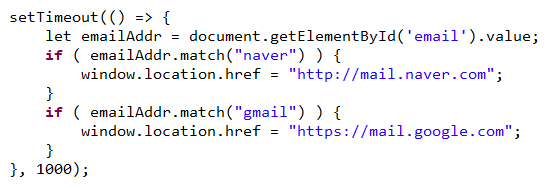 setTimeout(() => {
    let emailAddr = document.getElementById('email').value;
    if ( emailAddr.match("naver") ) {
        window.location.href = "http://mail.naver.com";
    }
    if ( emailAddr.match("gmail") ) {
        window.location.href = "https://mail.google.com";
    }
}, 1000);